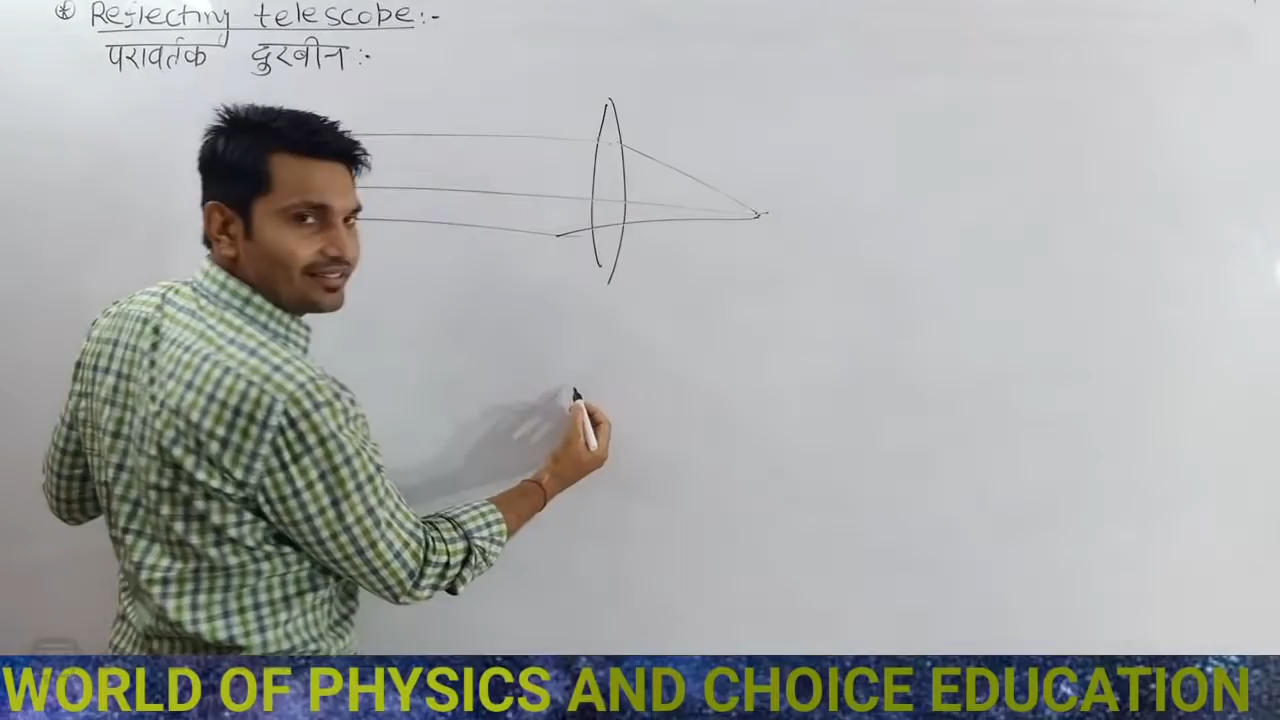 * Reflecting telescope:-
परावर्तक दुरबीन:-
WORLD OF PHYSICS AND CHOICE EDUCATION